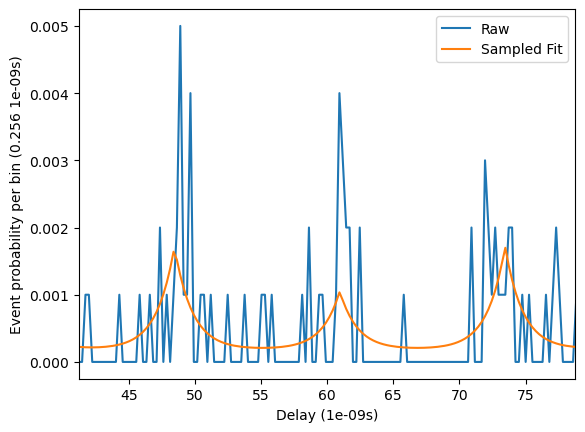 Raw
Sampled Fit
Event probability per bin (0.256 1e-09s)
0.005
0.004
0.003
0.002
0.001
0.000
45 50 55 60 65 70 75
Delay (1e-09s)